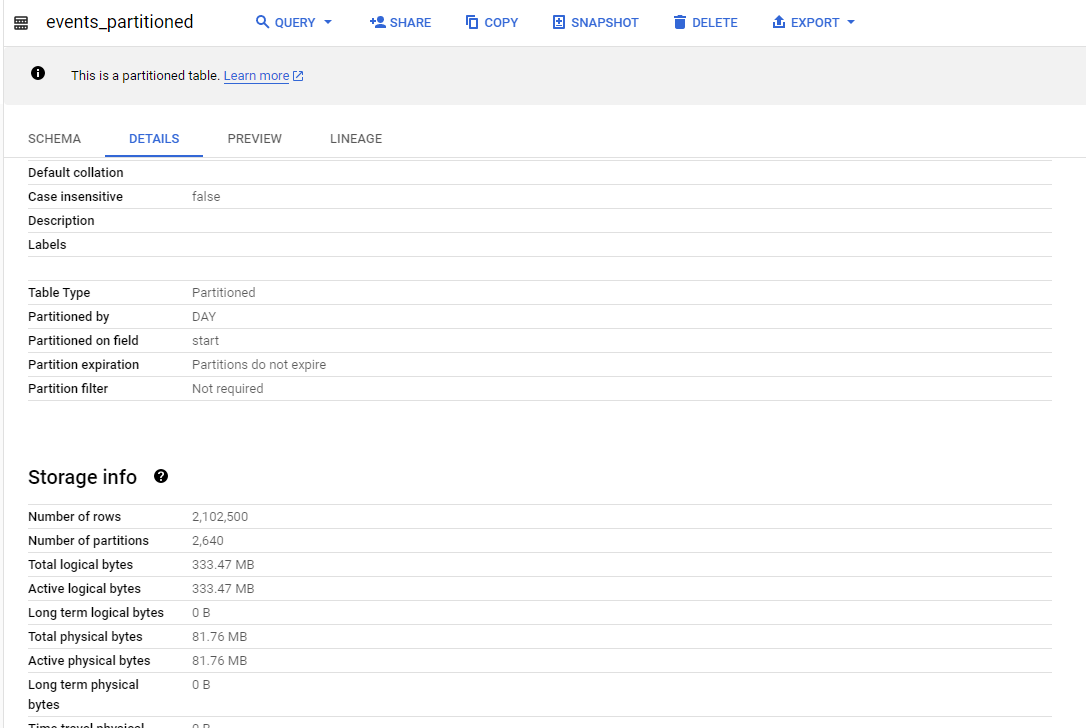 events_partitioned QUERY SHARE COPY SNAPSHOT DELETE EXPORT
This is a partitioned table. Learn more
SCHEMA DETAILS PREVIEW LINEAGE
Default collation
Case insensitive false
Description
Labels
Table Type Partitioned
Partitioned by DAY
Partitioned on field start
Partition expiration Partitions do not expire
Partition filter Not required
Storage info
Number of rows 2,102,500
Number of partitions 2,640
Total logical bytes 333.47 MB
Active logical bytes 333.47 MB
Long term logical bytes 0 B
Total physical bytes 81.76 MB
Active physical bytes 81.76 MB
Long term physical 0 B
bytes
Time travel physical 0 B